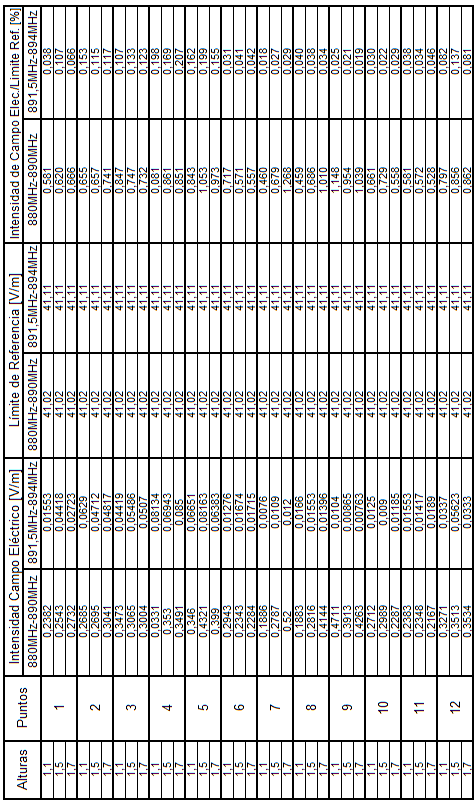 Alturas Puntos Intensidad Campo Eléctrico [V/m] Límite de Referencia [V/m] Intensidad de Campo Elec./Límite Ref. [%]
880MHz-890MHz 891,5MHz-894MHz 880MHz-890MHz 891,5MHz-894MHz 880MHz-890MHz 891,5MHz-894MHz
1,1 0,2382 0,01553 41,02 41,11 0,581 0,038
1,5 1 0,2543 0,04418 41,02 41,11 0,620 0,107
1,7 0,2732 0,02723 41,02 41,11 0,666 0,066
1,1 0,2685 0,0629 41,02 41,11 0,655 0,153
1,5 2 0,2695 0,04712 41,02 41,11 0,657 0,115
1,7 0,3041 0,04817 41,02 41,11 0,741 0,117
1,1 0,3473 0,04419 41,02 41,11 0,847 0,107
1,5 3 0,3065 0,05486 41,02 41,11 0,747 0,133
1,7 0,3004 0,0507 41,02 41,11 0,732 0,123
1,1 0,0331 0,08134 41,02 41,11 0,081 0,198
1,5 4 0,353 0,06943 41,02 41,11 0,861 0,169
1,7 0,3491 0,085 41,02 41,11 0,851 0,207
1,1 0,346 0,06651 41,02 41,11 0,843 0,162
1,5 5 0,4321 0,08163 41,02 41,11 1,053 0,199
1,7 0,399 0,06383 41,02 41,11 0,973 0,155
1,1 0,2943 0,01276 41,02 41,11 0,717 0,031
1,5 6 0,2343 0,01674 41,02 41,11 0,571 0,041
1,7 0,2284 0,01715 41,02 41,11 0,557 0,042
1,1 0,1886 0,0076 41,02 41,11 0,460 0,018
1,5 7 0,2787 0,0109 41,02 41,11 0,679 0,027
1,7 0,52 0,012 41,02 41,11 1,268 0,029
1,1 0,1883 0,0166 41,02 41,11 0,459 0,040
1,5 8 0,2816 0,01553 41,02 41,11 0,686 0,038
1,7 0,4144 0,01396 41,02 41,11 1,010 0,034
1,1 0,4711 0,0104 41,02 41,11 1,148 0,025
1,5 9 0,3913 0,00865 41,02 41,11 0,954 0,021
1,7 0,4263 0,00763 41,02 41,11 1,039 0,019
1,1 0,2712 0,0125 41,02 41,11 0,661 0,030
1,5 10 0,2989 0,009 41,02 41,11 0,729 0,022
1,7 0,2287 0,01185 41,02 41,11 0,558 0,029
1,1 0,2383 0,01553 41,02 41,11 0,581 0,038
1,5 11 0,2348 0,01417 41,02 41,11 0,572 0,034
1,7 0,2167 0,0189 41,02 41,11 0,528 0,046
1,1 0,3271 0,0337 41,02 41,11 0,797 0,082
1,5 12 0,3513 0,05623 41,02 41,11 0,856 0,137
1,7 0,3534 0,0333 41,02 41,11 0,862 0,081